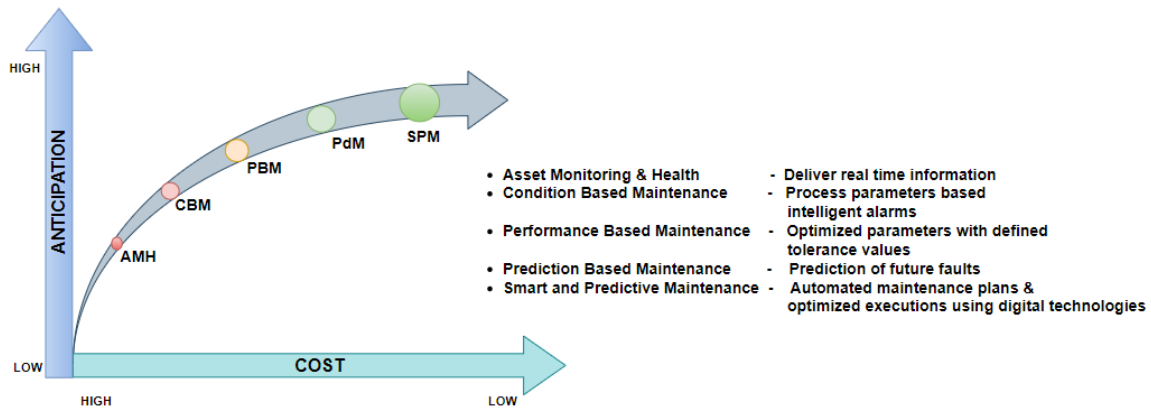 HIGH
ANTICIPATION
LOW
AMH
CBM
PBM
PdM
SPM
COST
HIGH
LOW
• Asset Monitoring & Health - Deliver real time information
• Condition Based Maintenance - Process parameters based
intelligent alarms
• Performance Based Maintenance - Optimized parameters with defined
tolerance values
• Prediction Based Maintenance - Prediction of future faults
• Smart and Predictive Maintenance - Automated maintenance plans &
optimized executions using digital technologies